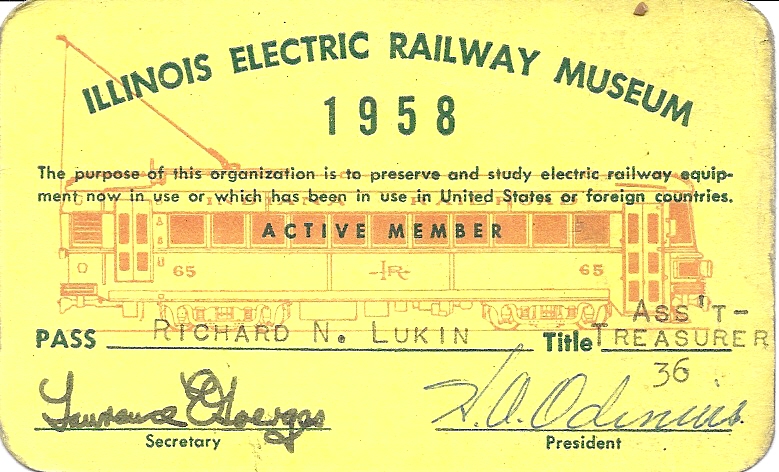 ILLINOIS ELECTRIC RAILWAY MUSEUM
1958
The purpose of this organization is to preserve and study electric railway equip-
ment now in use or which has been in use in United States or foreign countries.
ACTIVE MEMBER
65 IR 65
ASS'T-
PASS RICHARD N. LUKIN Title TREASURER
36
Secretary President